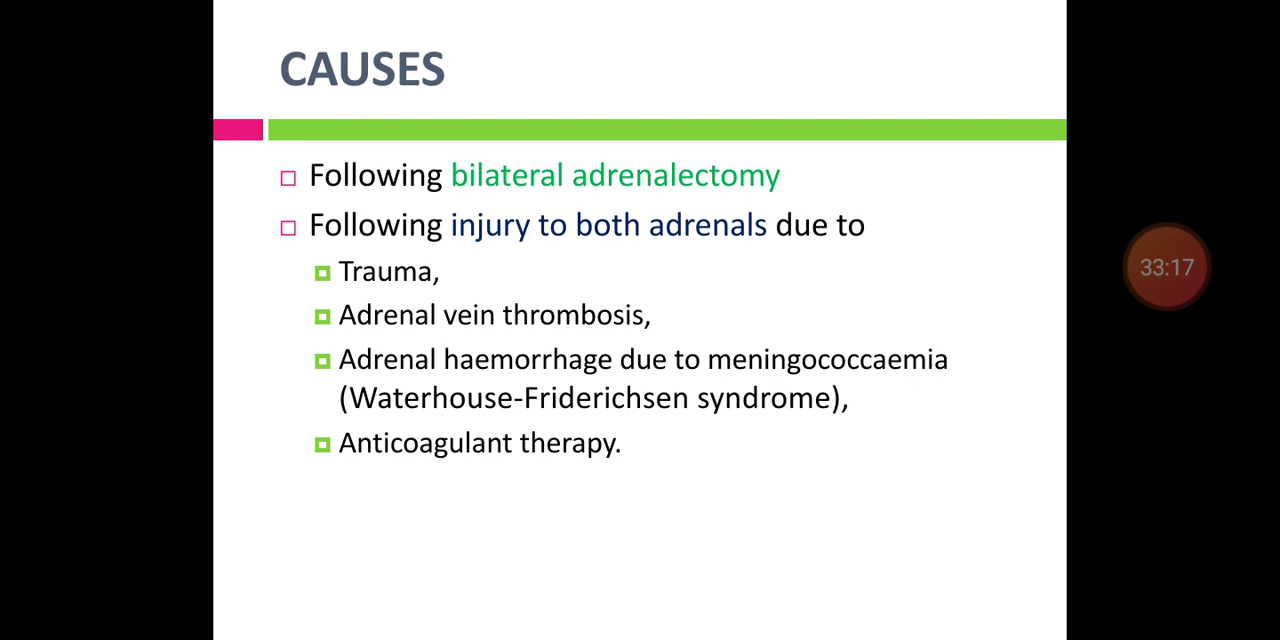 CAUSES
Following bilateral adrenalectomy
Following injury to both adrenals due to
Trauma,
Adrenal vein thrombosis,
Adrenal haemorrhage due to meningococcaemia
(Waterhouse-Friderichsen syndrome),
Anticoagulant therapy.
33:17